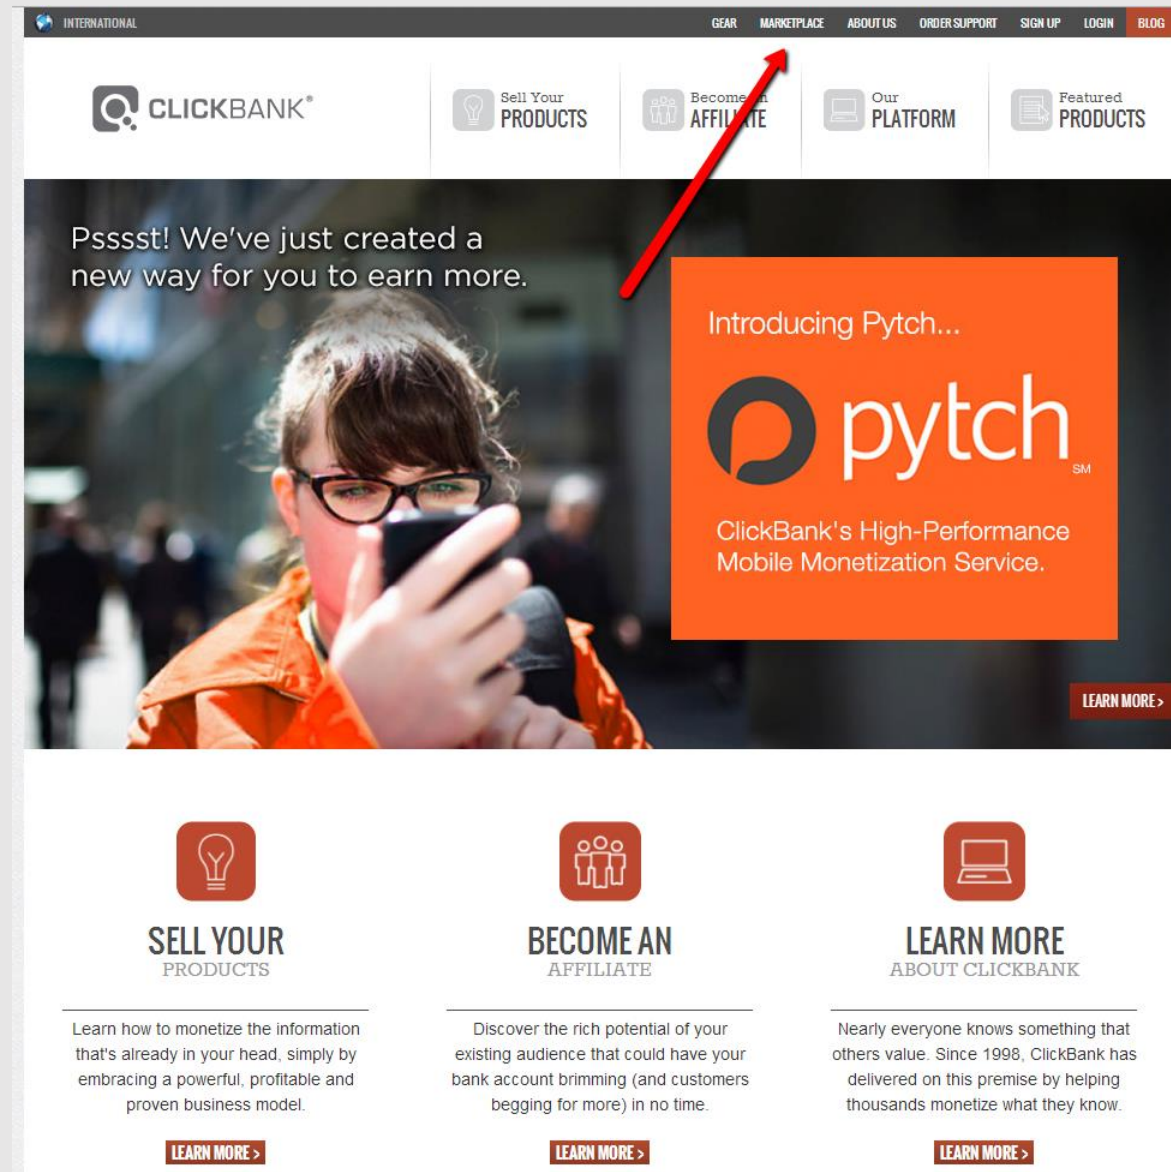 INTERNATIONAL
GEAR MARKETPLACE ABOUT US ORDER SUPPORT SIGN UP LOGIN BLOG
CLICKBANK®
Sell Your
PRODUCTS
Become an
AFFILIATE
Our
PLATFORM
Featured
PRODUCTS
Psssst! We've just created a
new way for you to earn more.
Introducing Pytch...
pytch SM
ClickBank's High-Performance
Mobile Monetization Service.
LEARN MORE >
SELL YOUR
PRODUCTS
Learn how to monetize the information
that's already in your head, simply by
embracing a powerful, profitable and
proven business model.
LEARN MORE >
BECOME AN
AFFILIATE
Discover the rich potential of your
existing audience that could have your
bank account brimming (and customers
begging for more) in no time.
LEARN MORE >
LEARN MORE
ABOUT CLICKBANK
Nearly everyone knows something that
others value. Since 1998, ClickBank has
delivered on this premise by helping
thousands monetize what they know.
LEARN MORE >